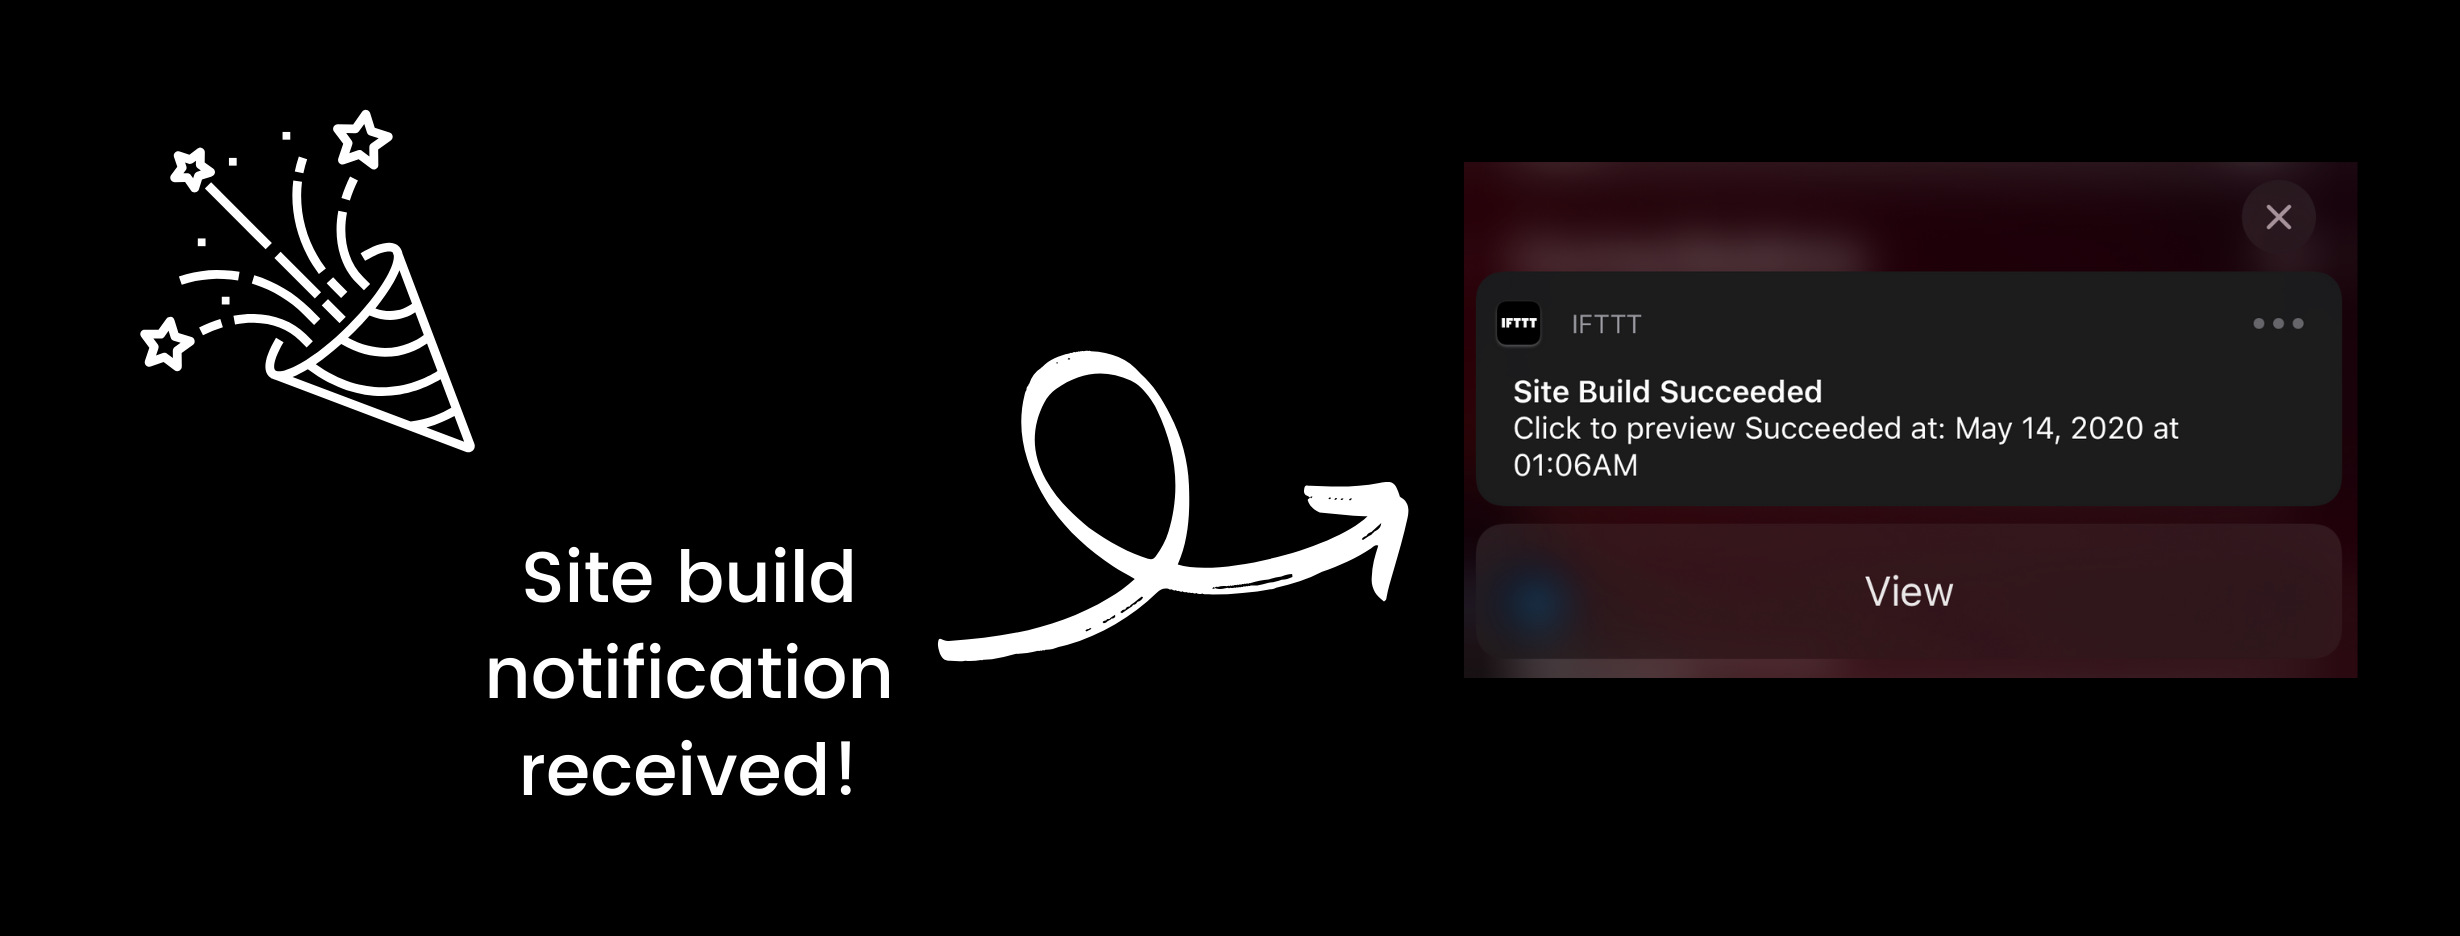 Site build
notification
received!
IFTTT IFTTT
Site Build Succeeded
Click to preview Succeeded at: May 14, 2020 at
01:06AM
View